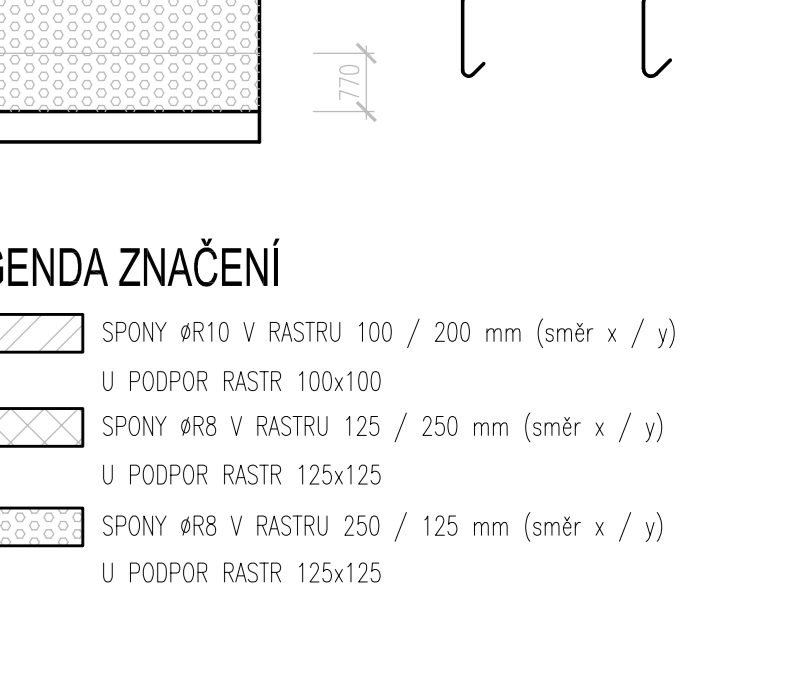 770
GENDA ZNAČENÍ
SPONY øR10 V RASTRU 100 / 200 mm (směr x / y)
U PODPOR RASTR 100x100
SPONY øR8 V RASTRU 125 / 250 mm (směr x / y)
U PODPOR RASTR 125x125
SPONY øR8 V RASTRU 250 / 125 mm (směr x / y)
U PODPOR RASTR 125x125